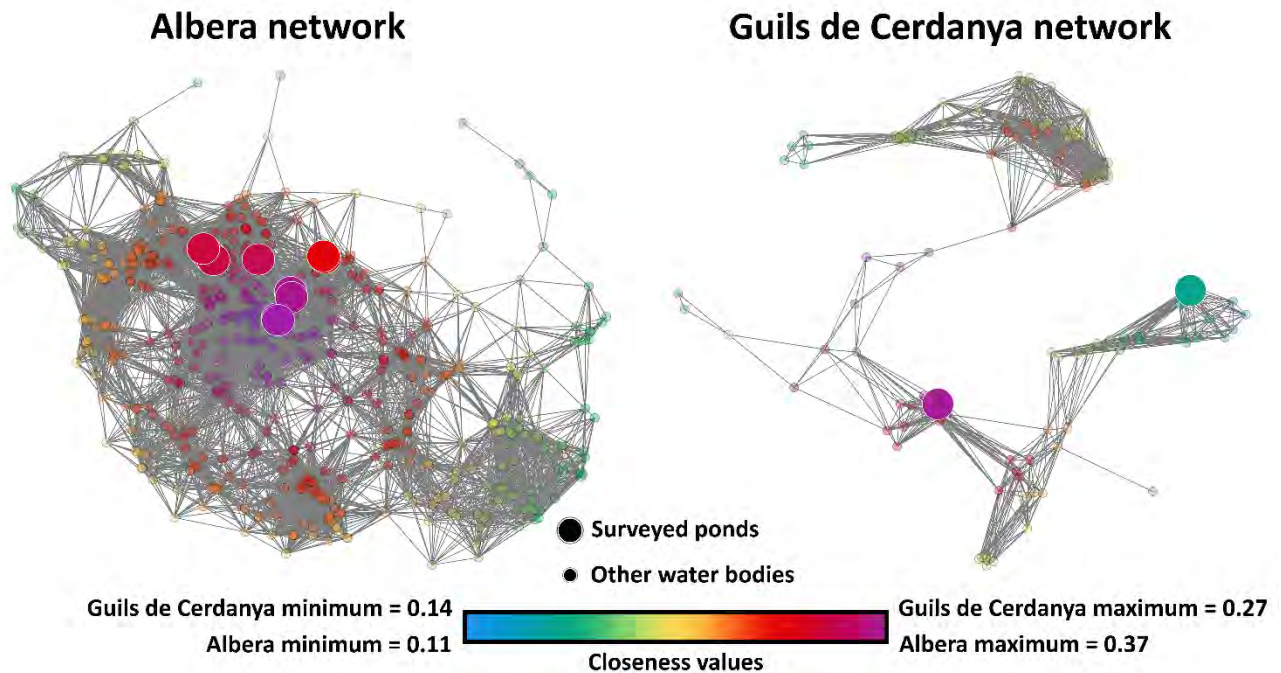 Albera network
Guils de Cerdanya network
Surveyed ponds
Other water bodies
Guils de Cerdanya minimum = 0.14
Albera minimum = 0.11
Guils de Cerdanya maximum = 0.27
Albera maximum = 0.37
Closeness values